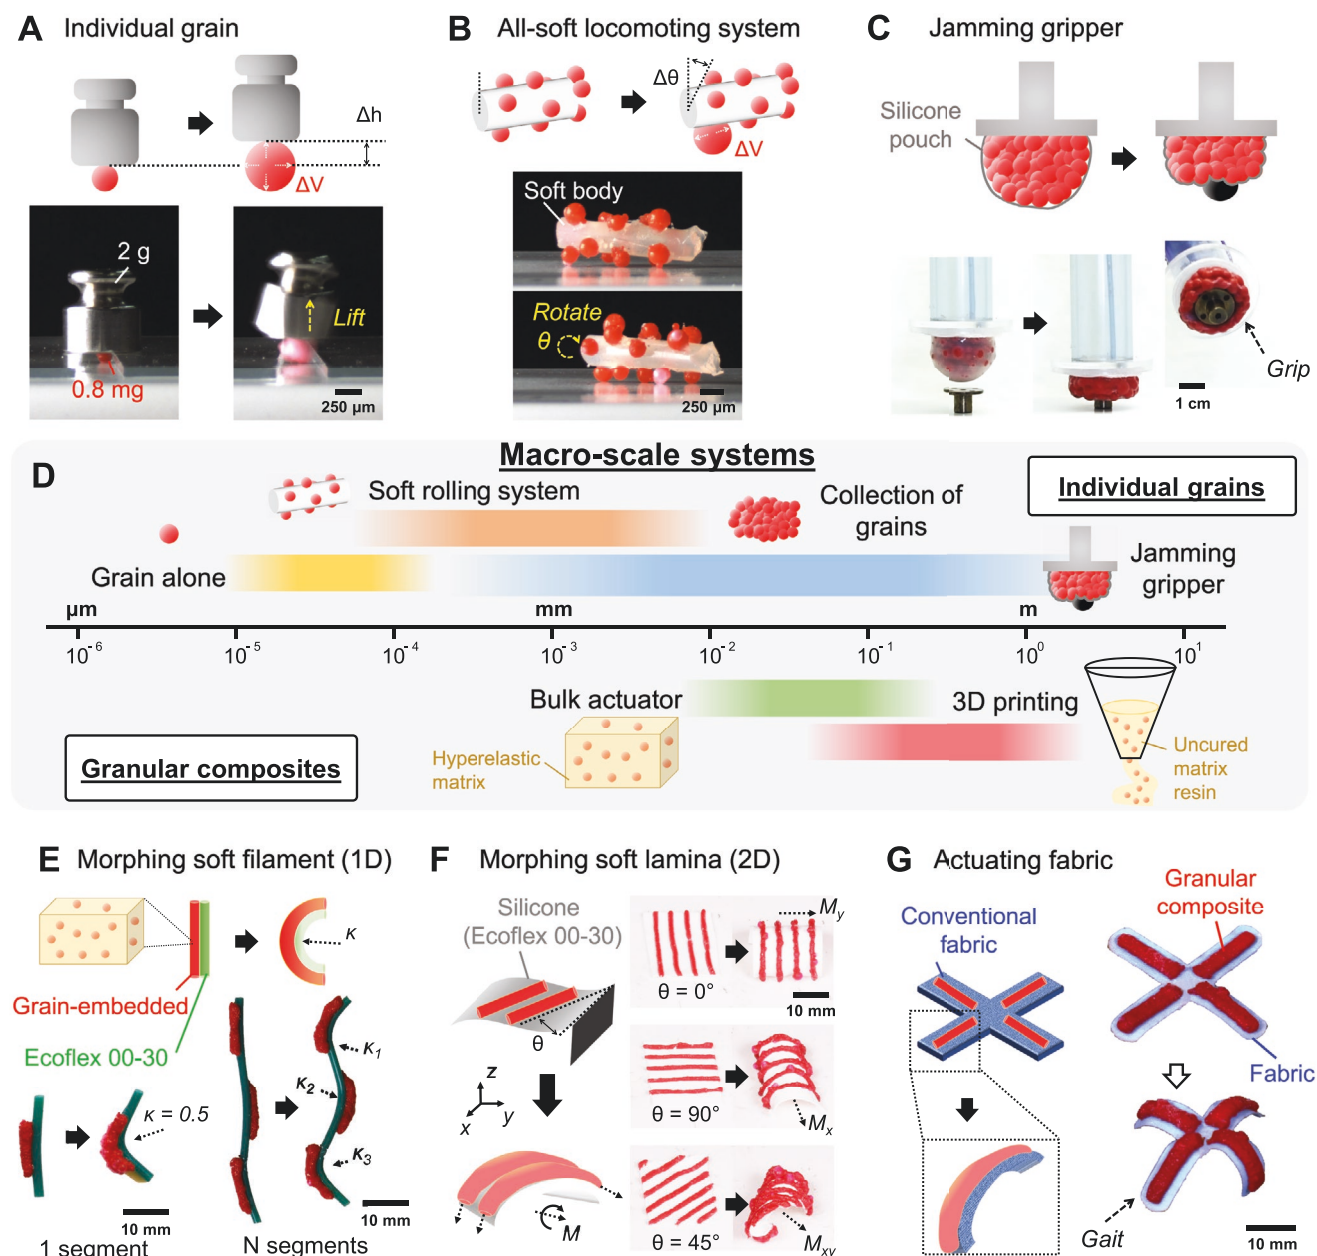 A Individual grain
Δh
ΔV
2 g
Lift
0.8 mg
250 µm
B All-soft locomoting system
Δθ
ΔV
Soft body
Rotate
θ
250 µm
C Jamming gripper
Silicone
pouch
Grip
1 cm
D
Macro-scale systems
Individual grains
Soft rolling system
Collection of
grains
Grain alone
Jamming
gripper
µm
mm
m
10-6
10-5
10-4
10-3
10-2
10-1
100
101
Bulk actuator
3D printing
Hyperelastic
matrix
Uncured
matrix
resin
Granular composites
E Morphing soft filament (1D)
κ
Grain-embedded
Ecoflex 00-30
κ = 0.5
κ1
κ2
κ3
10 mm
10 mm
1 segment
N segments
F Morphing soft lamina (2D)
Silicone
(Ecoflex 00-30)
θ
z
y
x
M
My
θ = 0°
10 mm
θ = 90°
Mx
θ = 45°
Mxy
G Actuating fabric
Conventional
fabric
Granular
composite
Fabric
Gait
10 mm